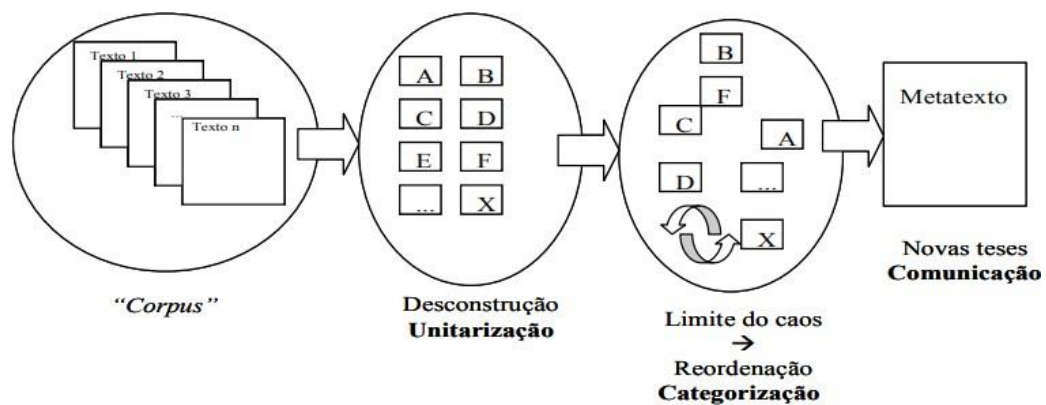 Texto 1
Texto 2
Texto 3
...
Texto n
“Corpus”
A B
C D
E F
... X
Desconstrução
Unitarização
B
F
C
A
D
...
X
Limite do caos
→
Reordenação
Categorização
Metatexto
Novas teses
Comunicação